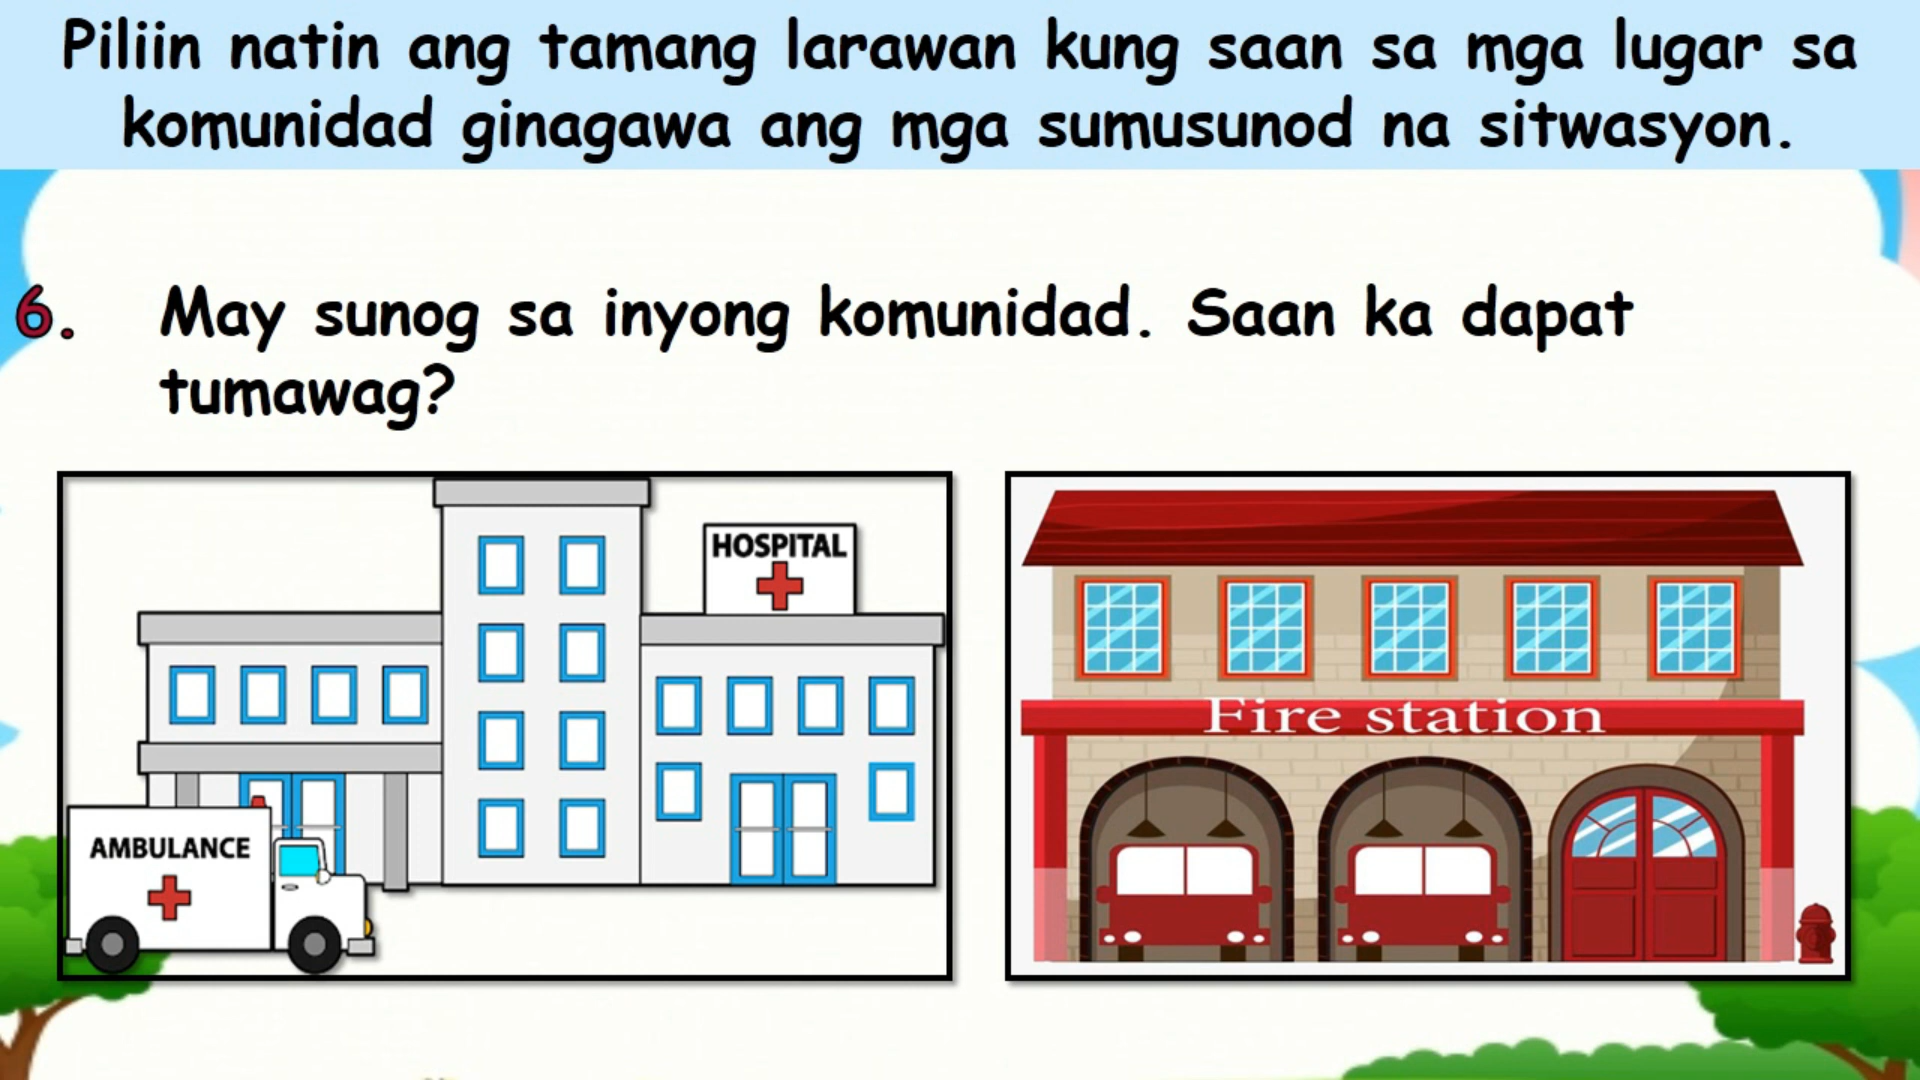 Piliin natin ang tamang larawan kung saan sa mga lugar sa
komunidad ginagawa ang mga sumusunod na sitwasyon.
6. May sunog sa inyong komunidad. Saan ka dapat
tumawag?
HOSPITAL
AMBULANCE
Fire station